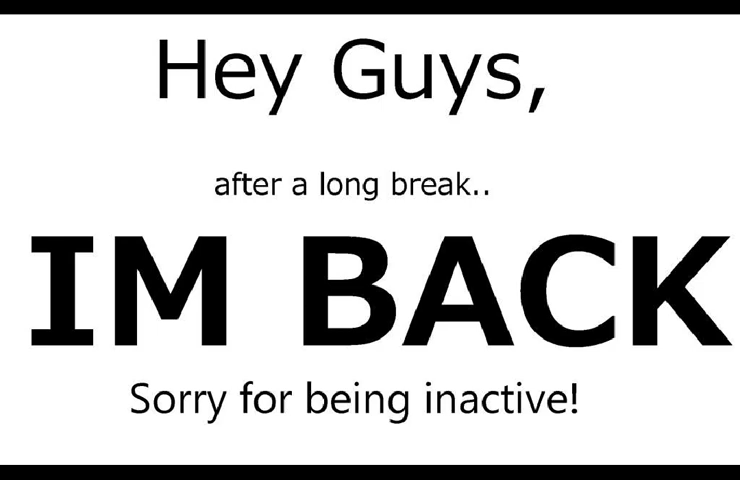 Hey Guys,
after a long break..
IM BACK
Sorry for being inactive!